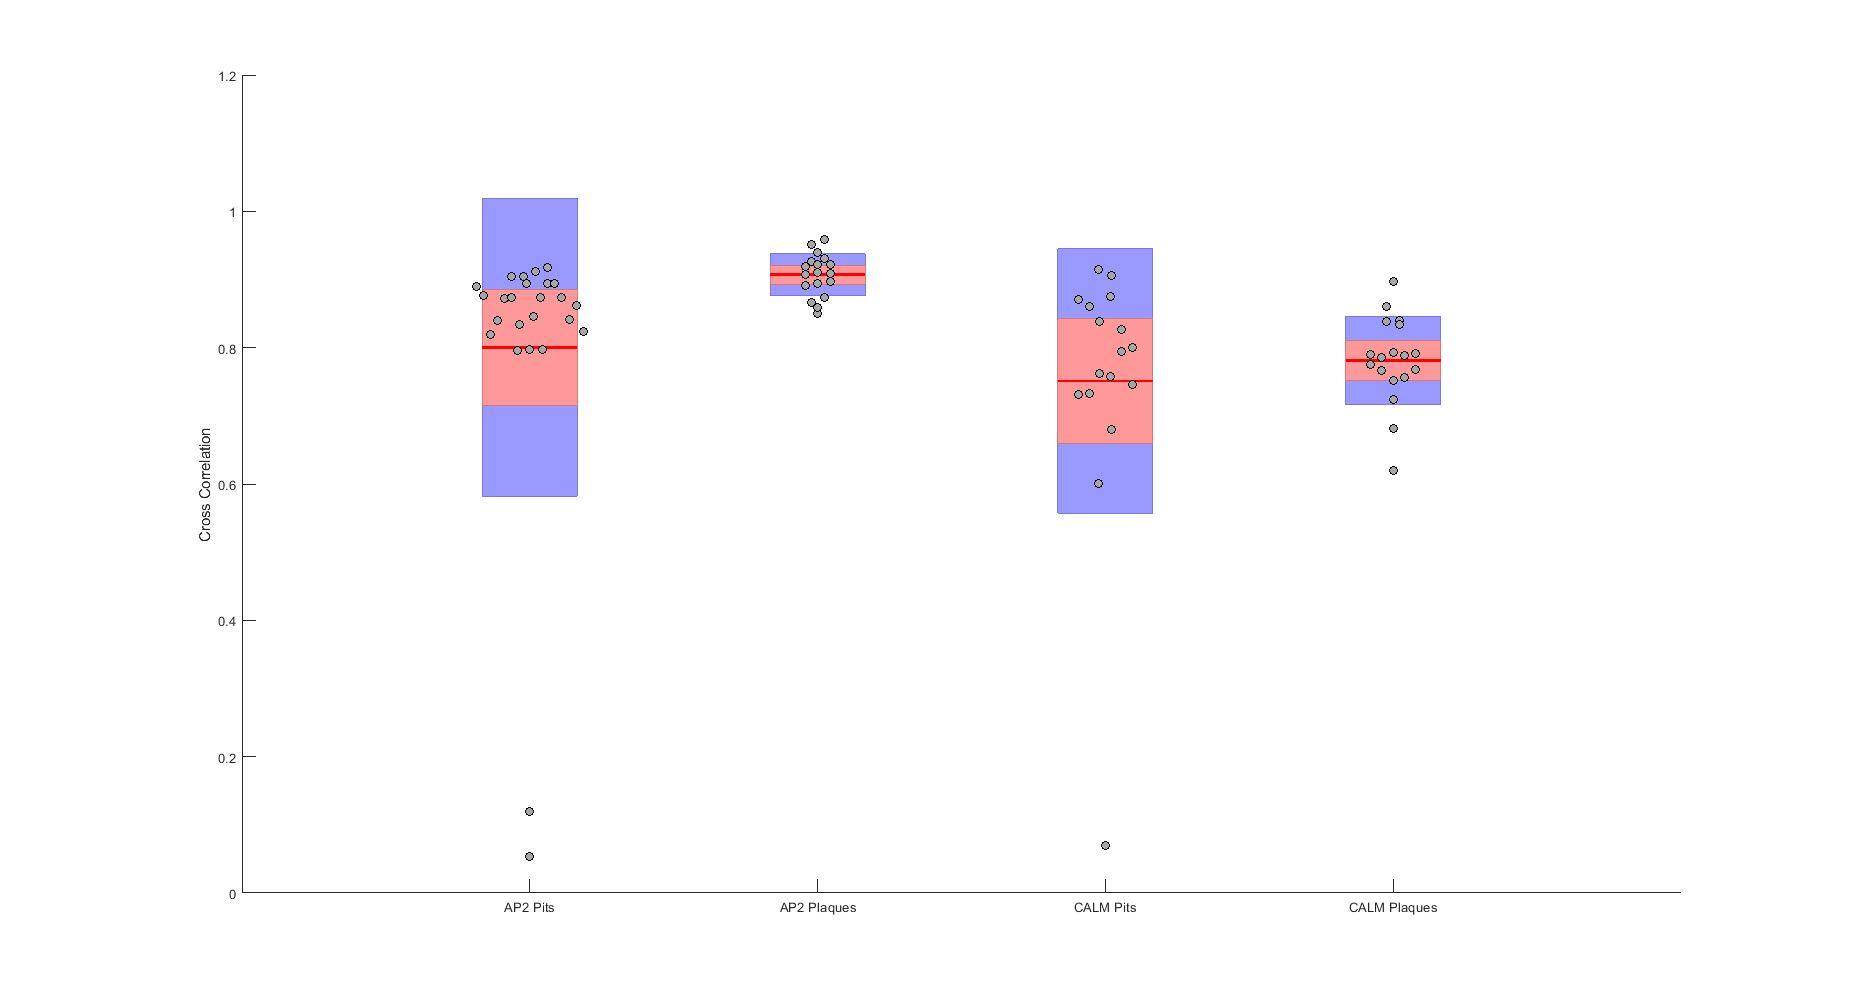 1.2
1
0.8
0.6
0.4
0.2
0
Cross Correlation
AP2 Pits
AP2 Plaques
CALM Pits
CALM Plaques